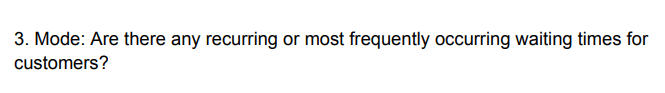 3. Mode: Are there any recurring or most frequently occurring waiting times for
customers?